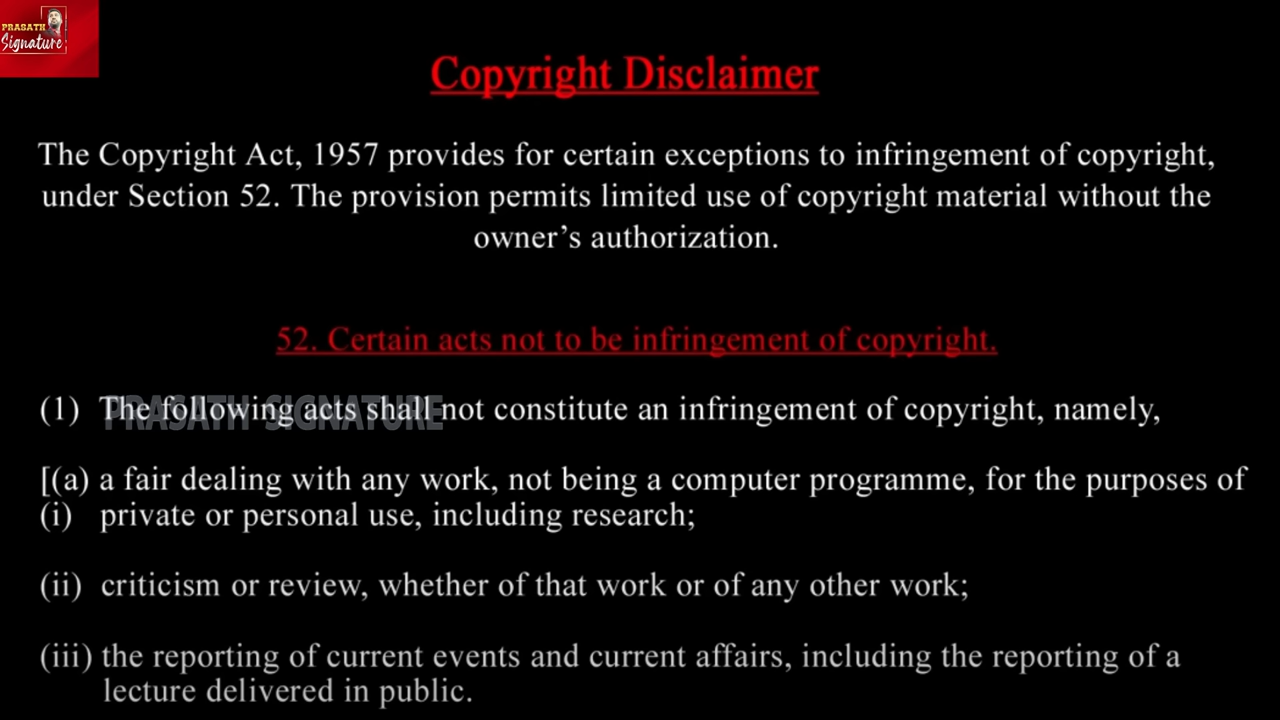 PRASATH
Signature
Copyright Disclaimer
The Copyright Act, 1957 provides for certain exceptions to infringement of copyright,
under Section 52. The provision permits limited use of copyright material without the
owner’s authorization.
52. Certain acts not to be infringement of copyright.
(1) The following acts shall not constitute an infringement of copyright, namely,
PRASATH SIGNATURE
[(a) a fair dealing with any work, not being a computer programme, for the purposes of
(i) private or personal use, including research;
(ii) criticism or review, whether of that work or of any other work;
(iii) the reporting of current events and current affairs, including the reporting of a
lecture delivered in public.